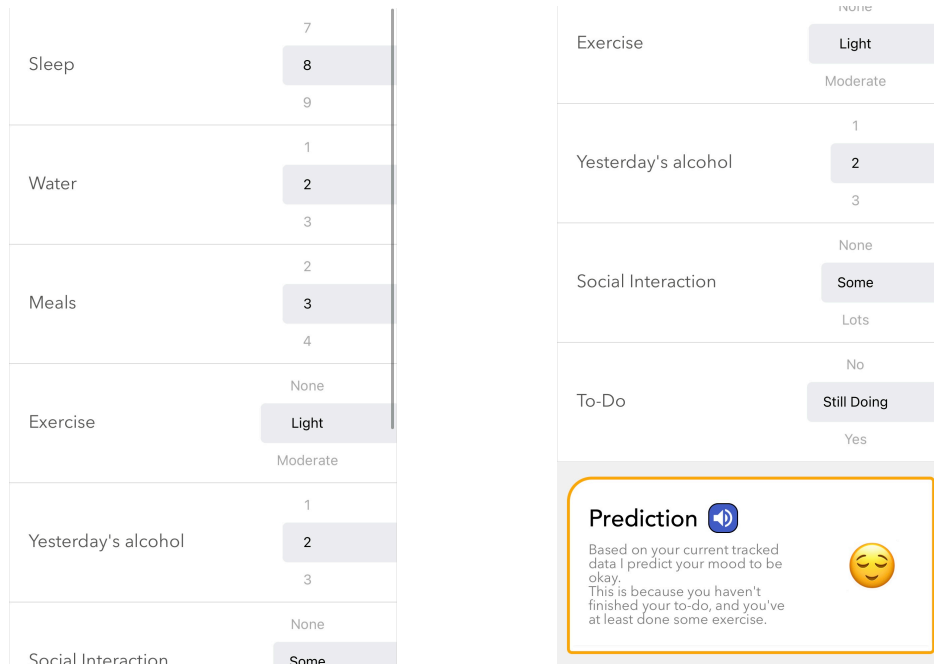 7
Sleep
8
9
1
Water
2
3
2
Meals
3
4
None
Exercise
Light
Moderate
1
Yesterday's alcohol
2
3
None
Social Interaction
Some
None
Exercise
Light
Moderate
1
Yesterday's alcohol
2
3
None
Social Interaction
Some
Lots
No
To-Do
Still Doing
Yes
Prediction
Based on your current tracked
data I predict your mood to be
okay.
This is because you haven't
finished your to-do, and you've
at least done some exercise.